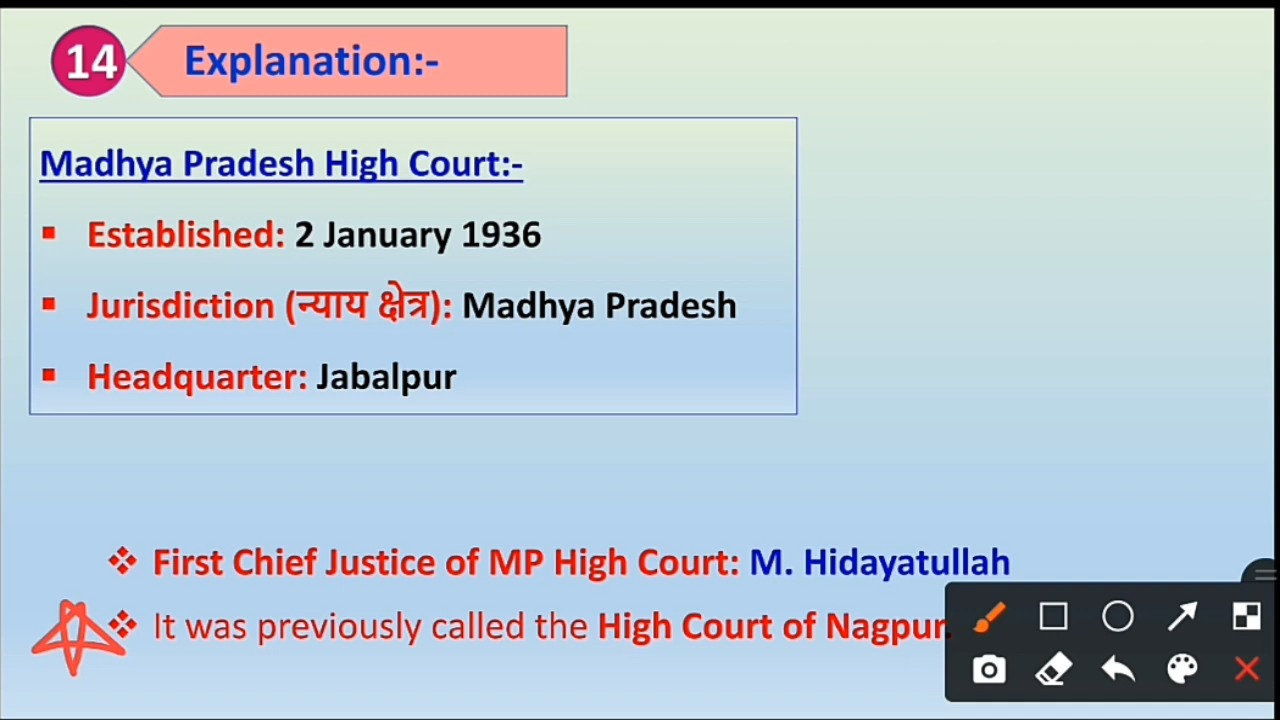 14 Explanation:-
Madhya Pradesh High Court:-
Established: 2 January 1936
Jurisdiction (न्याय क्षेत्र): Madhya Pradesh
Headquarter: Jabalpur
First Chief Justice of MP High Court: M. Hidayatullah
It was previously called the High Court of Nagpur.